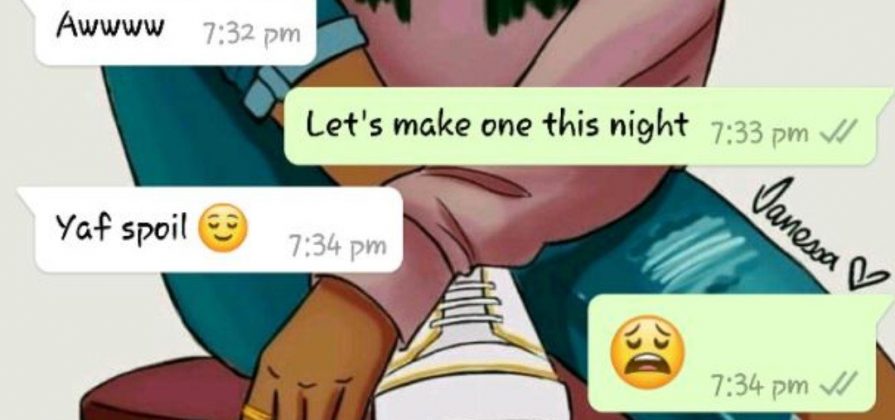 Awwww 7:32 pm
Let's make one this night 7:33 pm
Yaf spoil 😌 7:34 pm
Vanessa
😩 7:34 pm